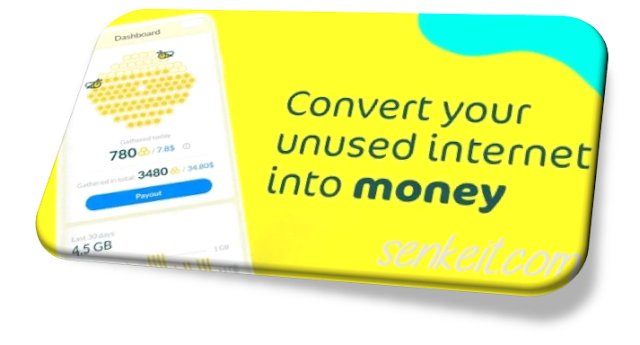 Dashboard
Gathered today
780 / 7.8$
Gathered in total: 3480 / 34.80$
Payout
Last 30 days
4,5 GB
1 GB
Convert your
unused internet
into money
senkeit.com